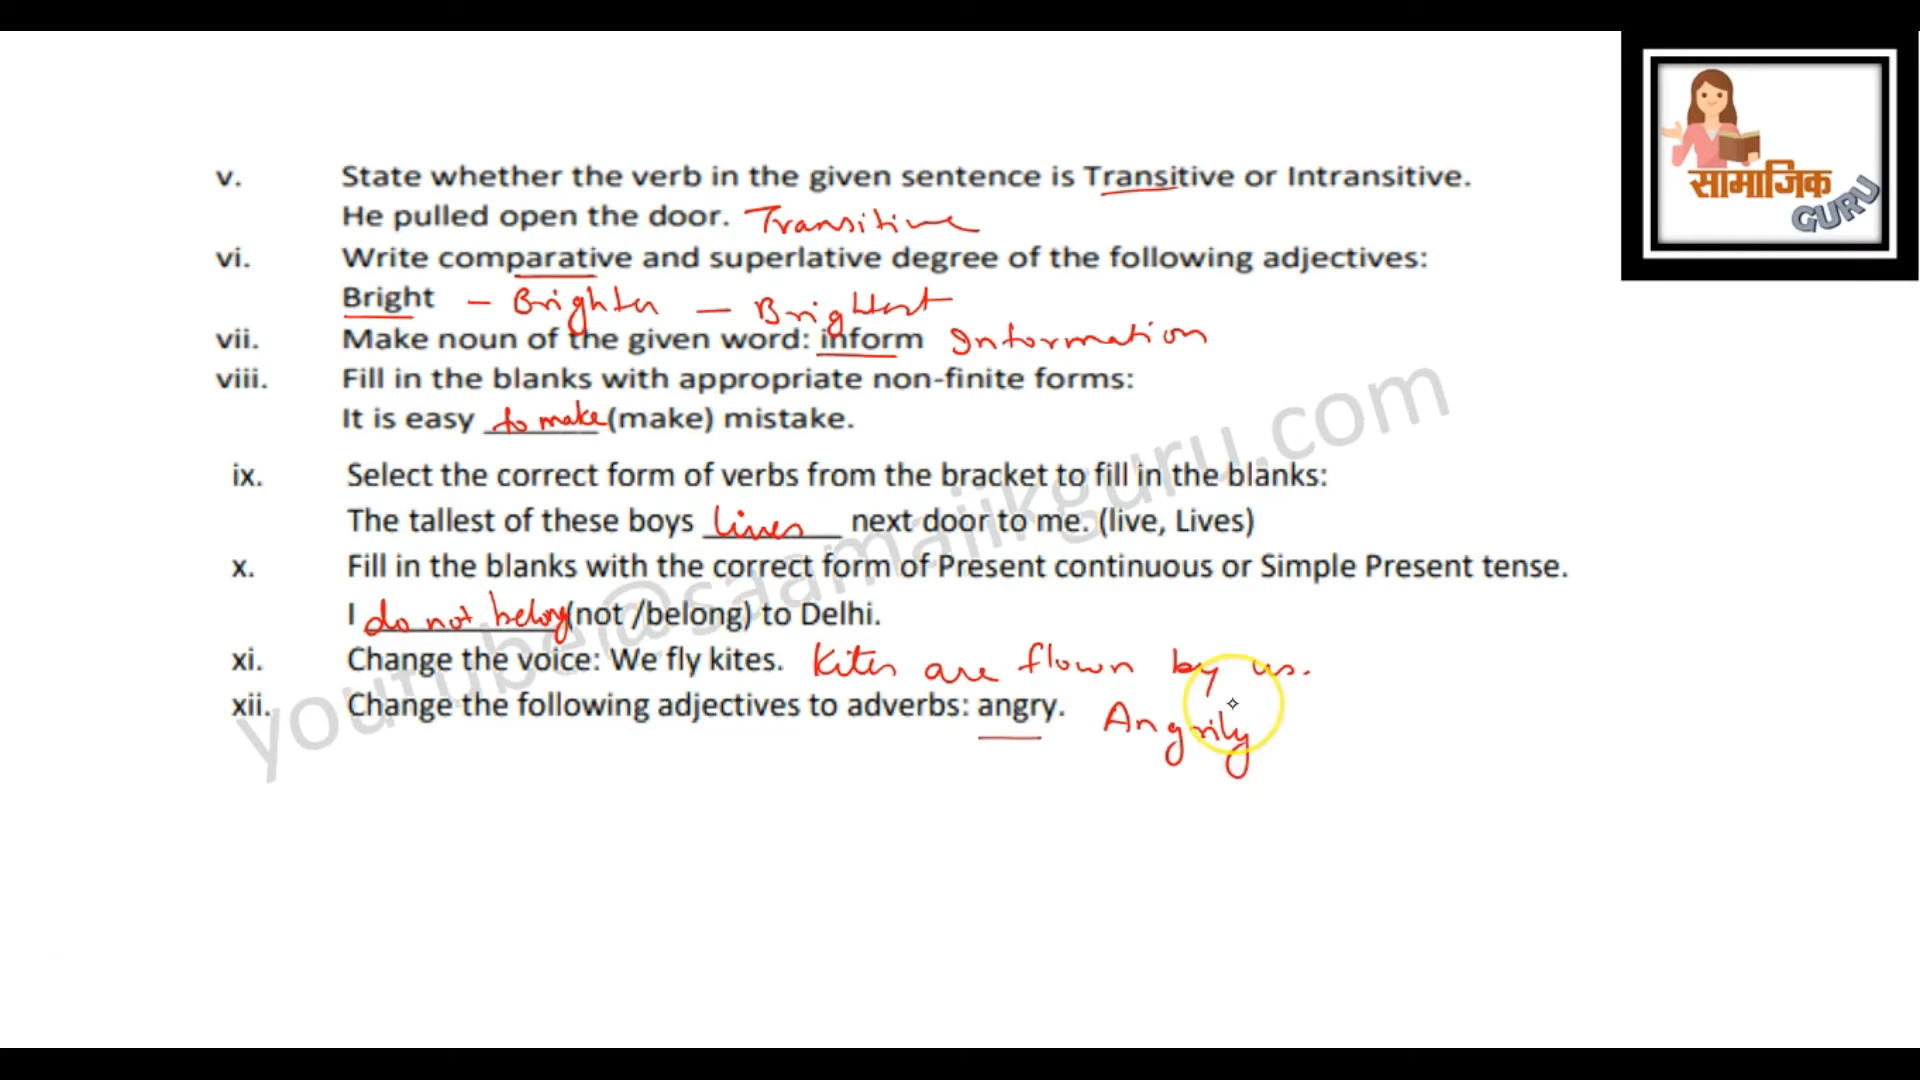 सामाजिक
GURU
v. State whether the verb in the given sentence is Transitive or Intransitive.
He pulled open the door. Transitive
vi. Write comparative and superlative degree of the following adjectives:
Bright – Brighter – Brightest
vii. Make noun of the given word: inform Information
viii. Fill in the blanks with appropriate non-finite forms:
It is easy to make (make) mistake.
ix. Select the correct form of verbs from the bracket to fill in the blanks:
The tallest of these boys lives next door to me. (live, Lives)
x. Fill in the blanks with the correct form of Present continuous or Simple Present tense.
I do not belong (not /belong) to Delhi.
xi. Change the voice: We fly kites. Kites are flown by us.
xii. Change the following adjectives to adverbs: angry. Angrily
youtube@saamajikguru.com